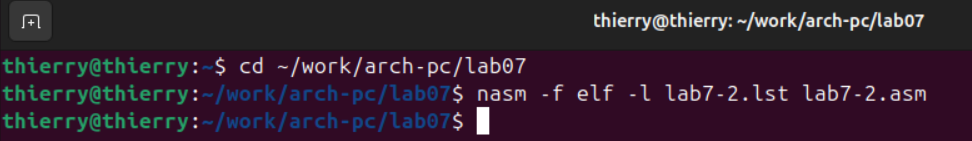 thierry@thierry: ~/work/arch-pc/lab07
thierry@thierry:~$ cd ~/work/arch-pc/lab07
thierry@thierry:~/work/arch-pc/lab07$ nasm -f elf -l lab7-2.lst lab7-2.asm
thierry@thierry:~/work/arch-pc/lab07$